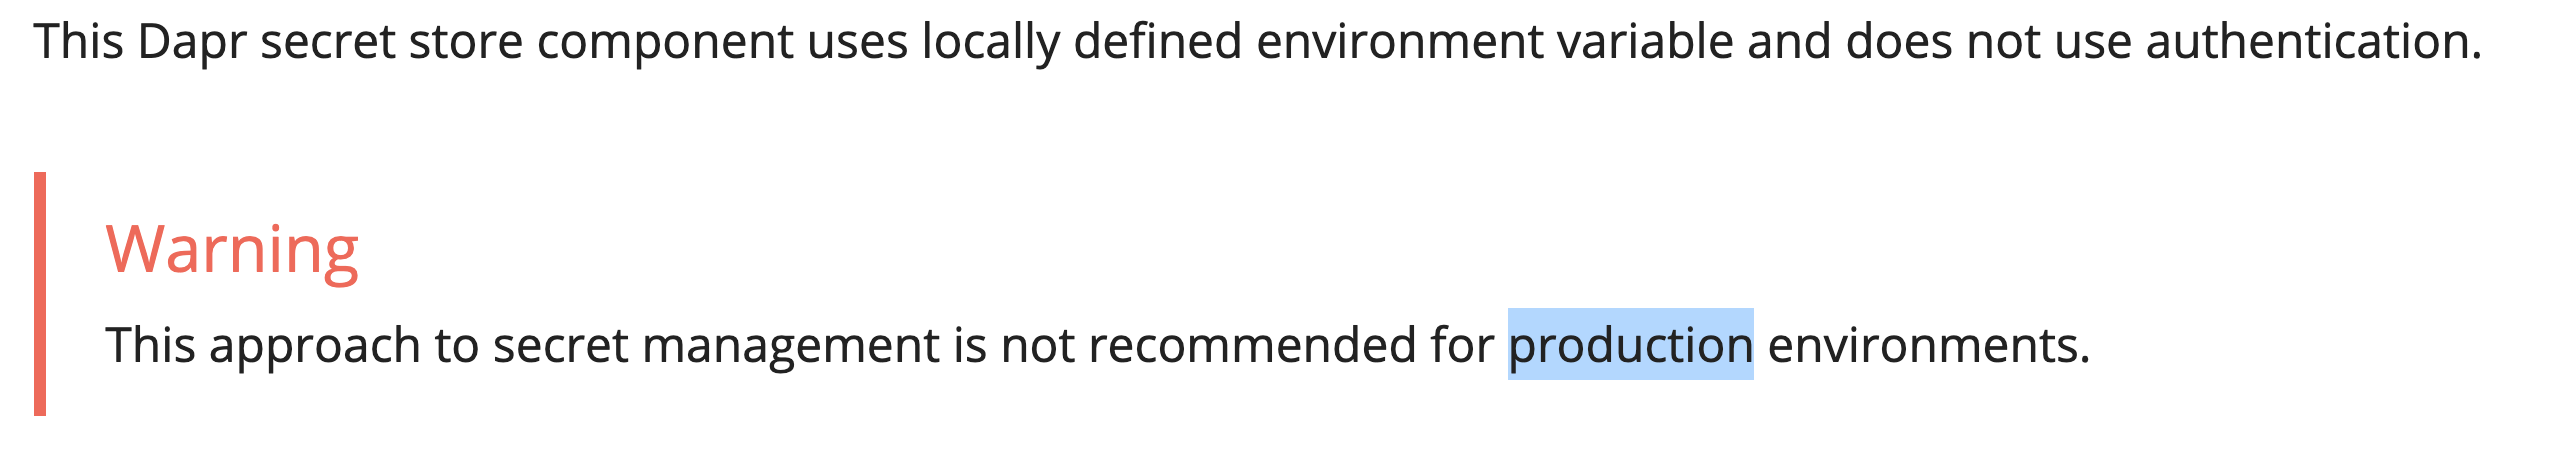 This Dapr secret store component uses locally defined environment variable and does not use authentication.
Warning
This approach to secret management is not recommended for production environments.